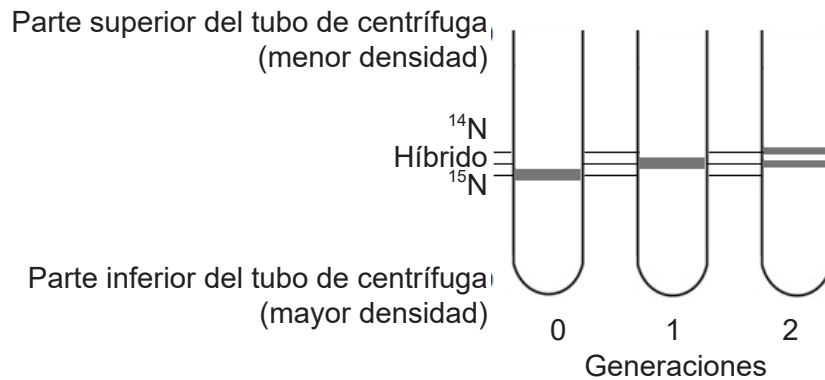 Parte superior del tubo de centrífuga
(menor densidad)
¹⁴N
Híbrido
¹⁵N
Parte inferior del tubo de centrífuga
(mayor densidad)
0 1 2
Generaciones